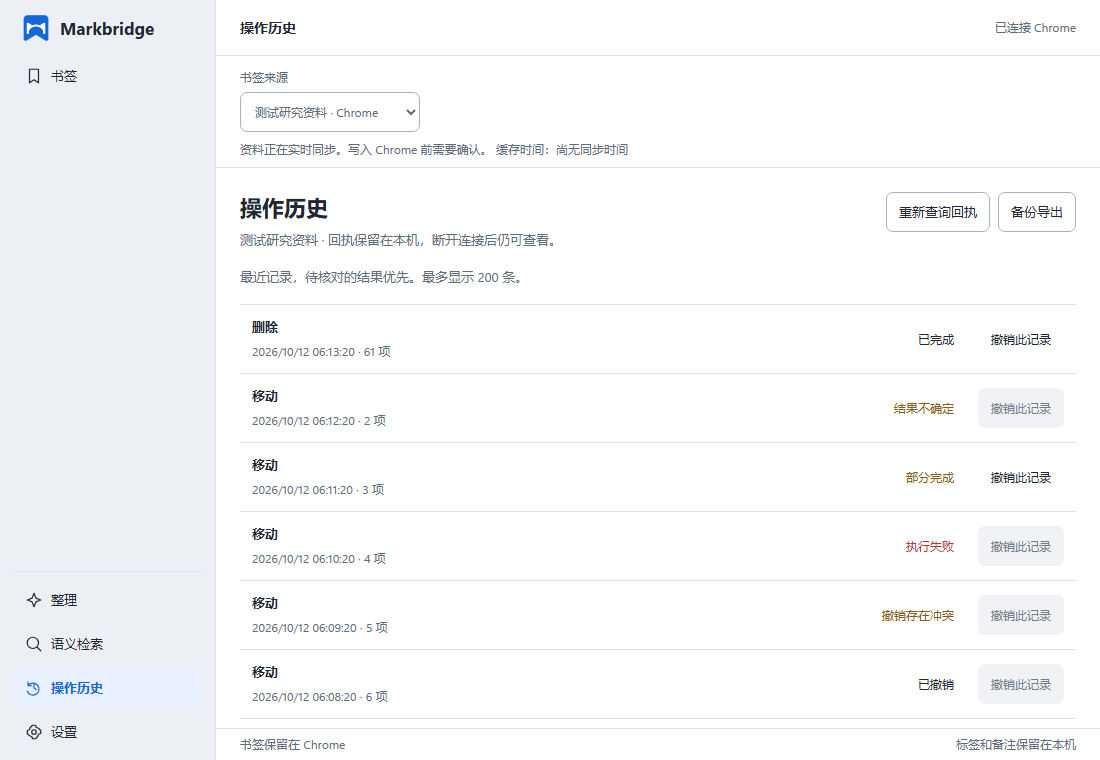 Markbridge
书签
整理
语义检索
操作历史
设置
操作历史
已连接 Chrome
书签来源
测试研究资料 · Chrome
资料正在实时同步。写入 Chrome 前需要确认。 缓存时间：尚无同步时间
操作历史
重新查询回执
备份导出
测试研究资料 · 回执保留在本机，断开连接后仍可查看。
最近记录，待核对的结果优先。最多显示 200 条。
删除
2026/10/12 06:13:20 · 61 项
已完成
撤销此记录
移动
2026/10/12 06:12:20 · 2 项
结果不确定
撤销此记录
移动
2026/10/12 06:11:20 · 3 项
部分完成
撤销此记录
移动
2026/10/12 06:10:20 · 4 项
执行失败
撤销此记录
移动
2026/10/12 06:09:20 · 5 项
撤销存在冲突
撤销此记录
移动
2026/10/12 06:08:20 · 6 项
已撤销
撤销此记录
书签保留在 Chrome
标签和备注保留在本机